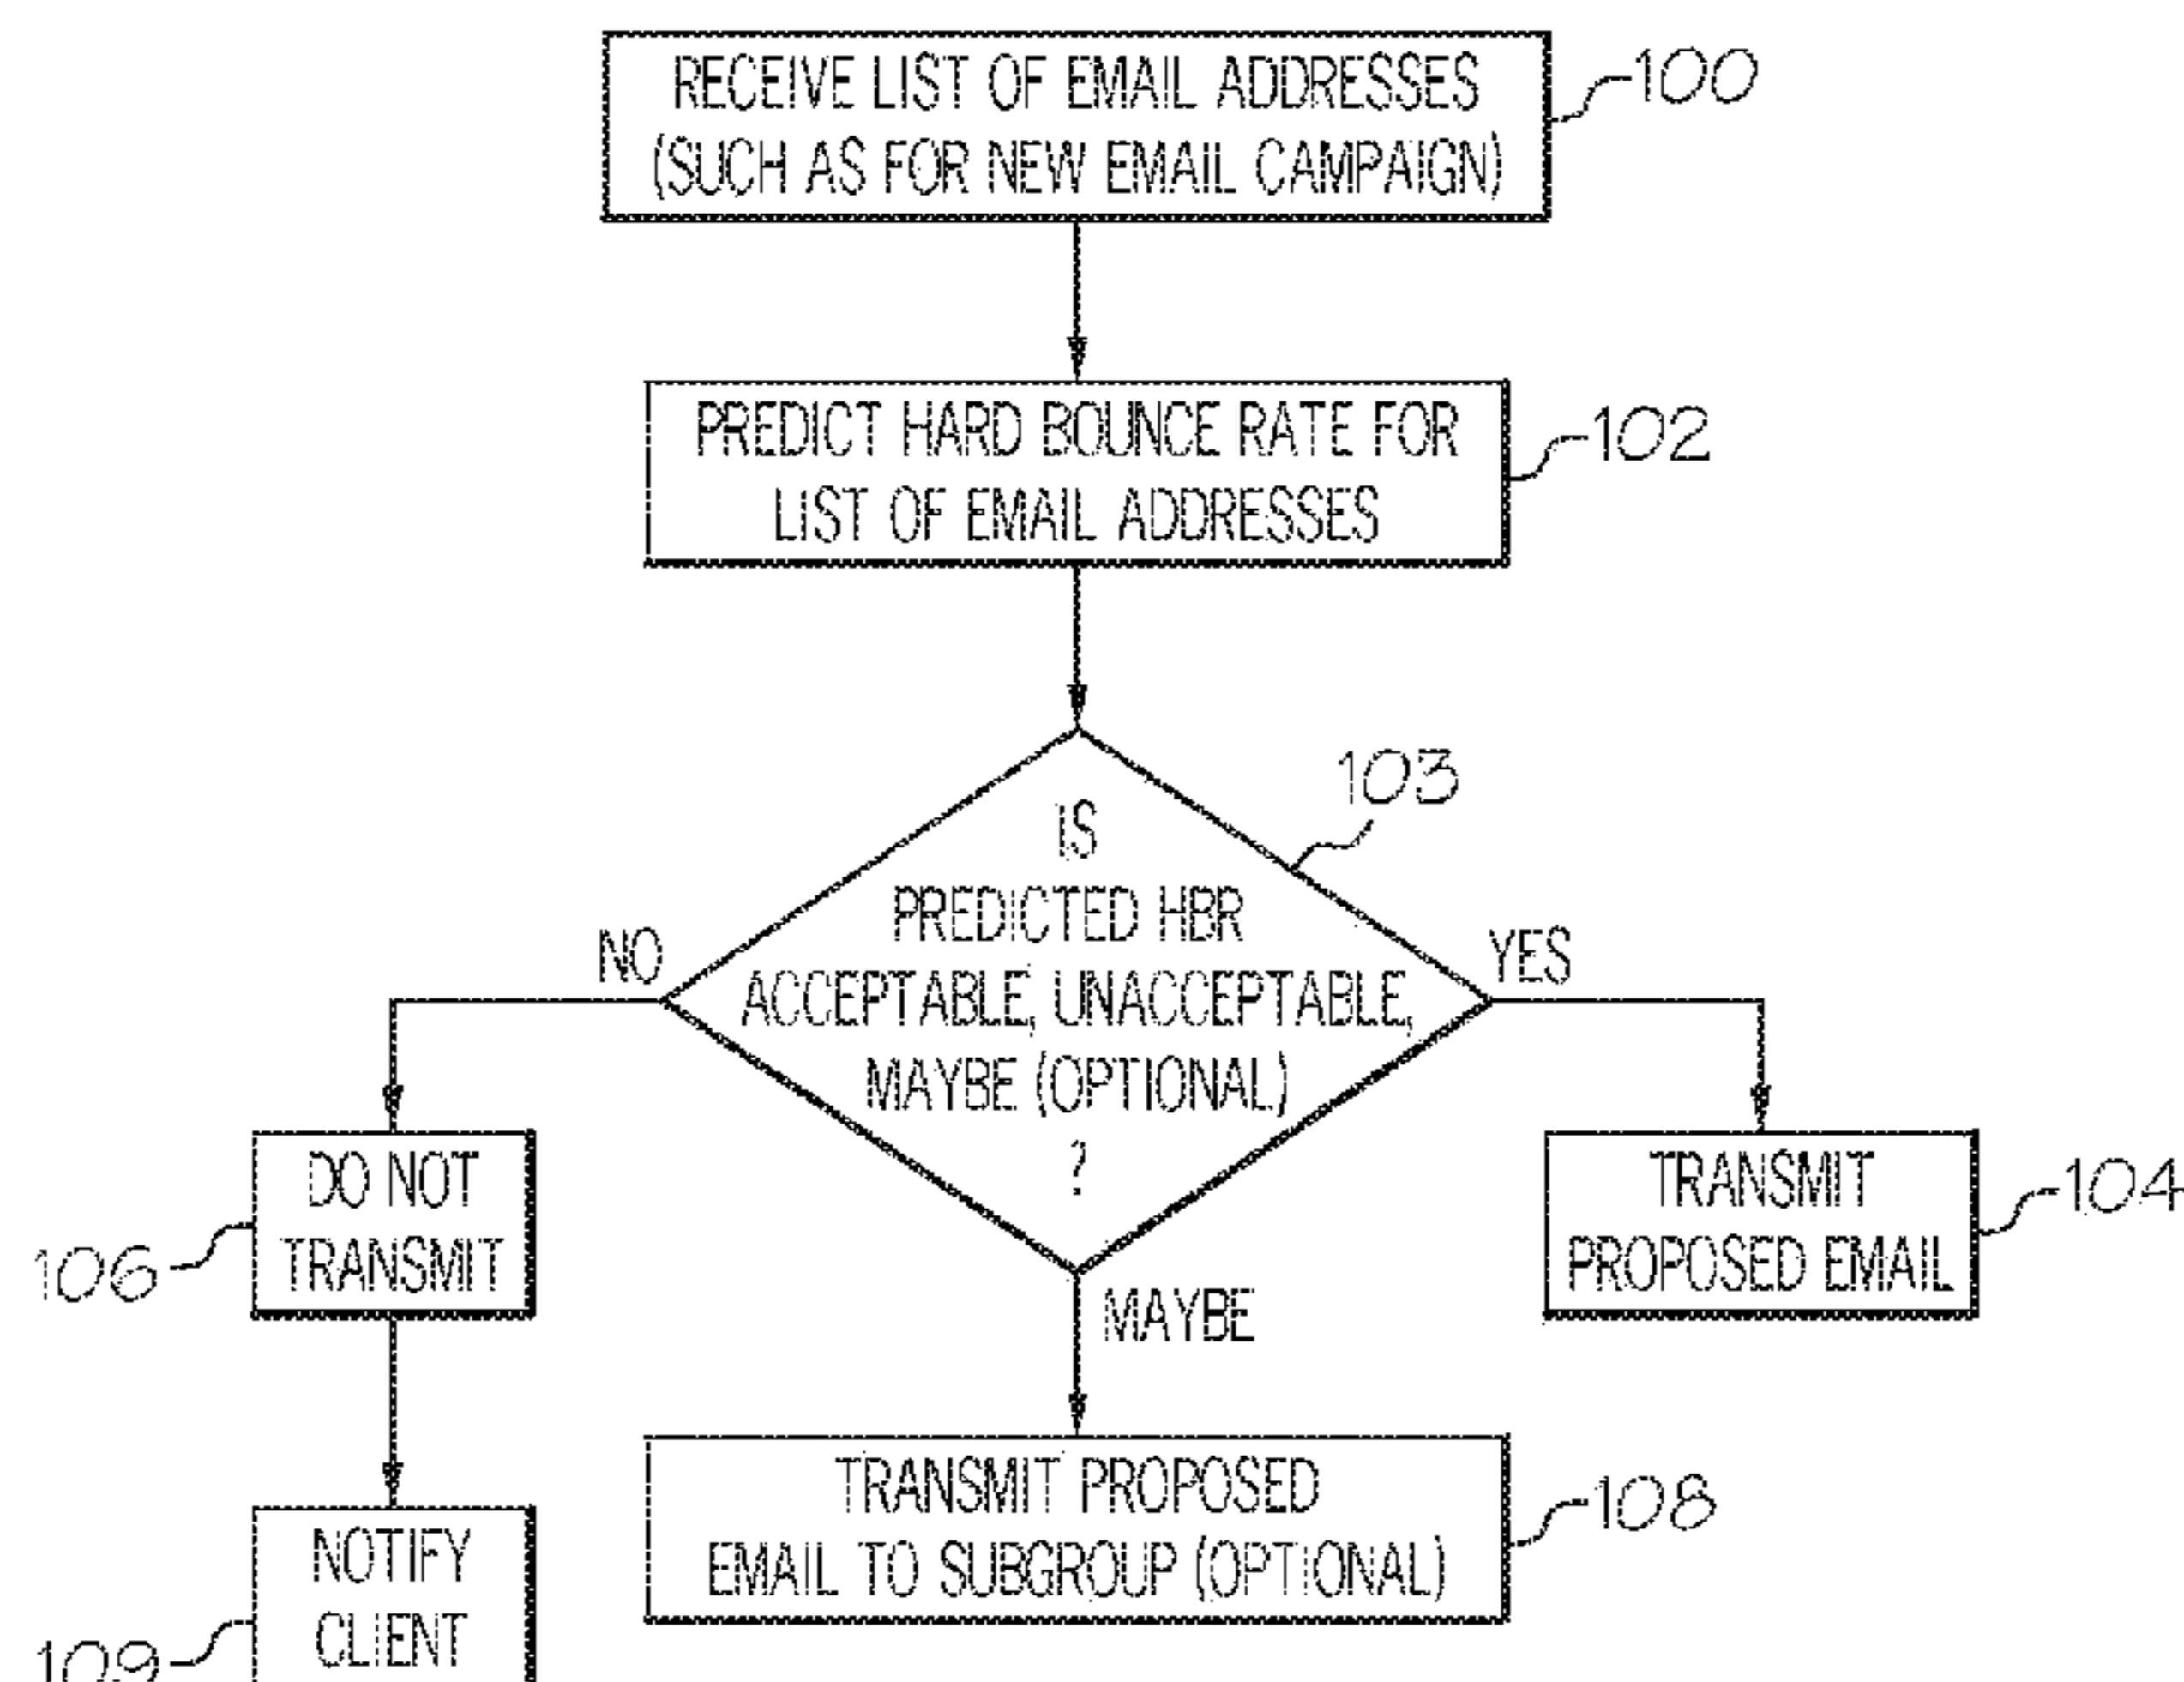 RECEIVE LIST OF EMAIL ADDRESSES
(SUCH AS FOR NEW EMAIL CAMPAIGN)
100
PREDICT HARD BOUNCE RATE FOR
LIST OF EMAIL ADDRESSES
102
103
IS
PREDICTED HBR
ACCEPTABLE, UNACCEPTABLE,
MAYBE (OPTIONAL)
?
NO
YES
MAYBE
DO NOT
TRANSMIT
106
TRANSMIT
PROPOSED EMAIL
104
TRANSMIT PROPOSED
EMAIL TO SUBGROUP (OPTIONAL)
108
NOTIFY
CLIENT
109